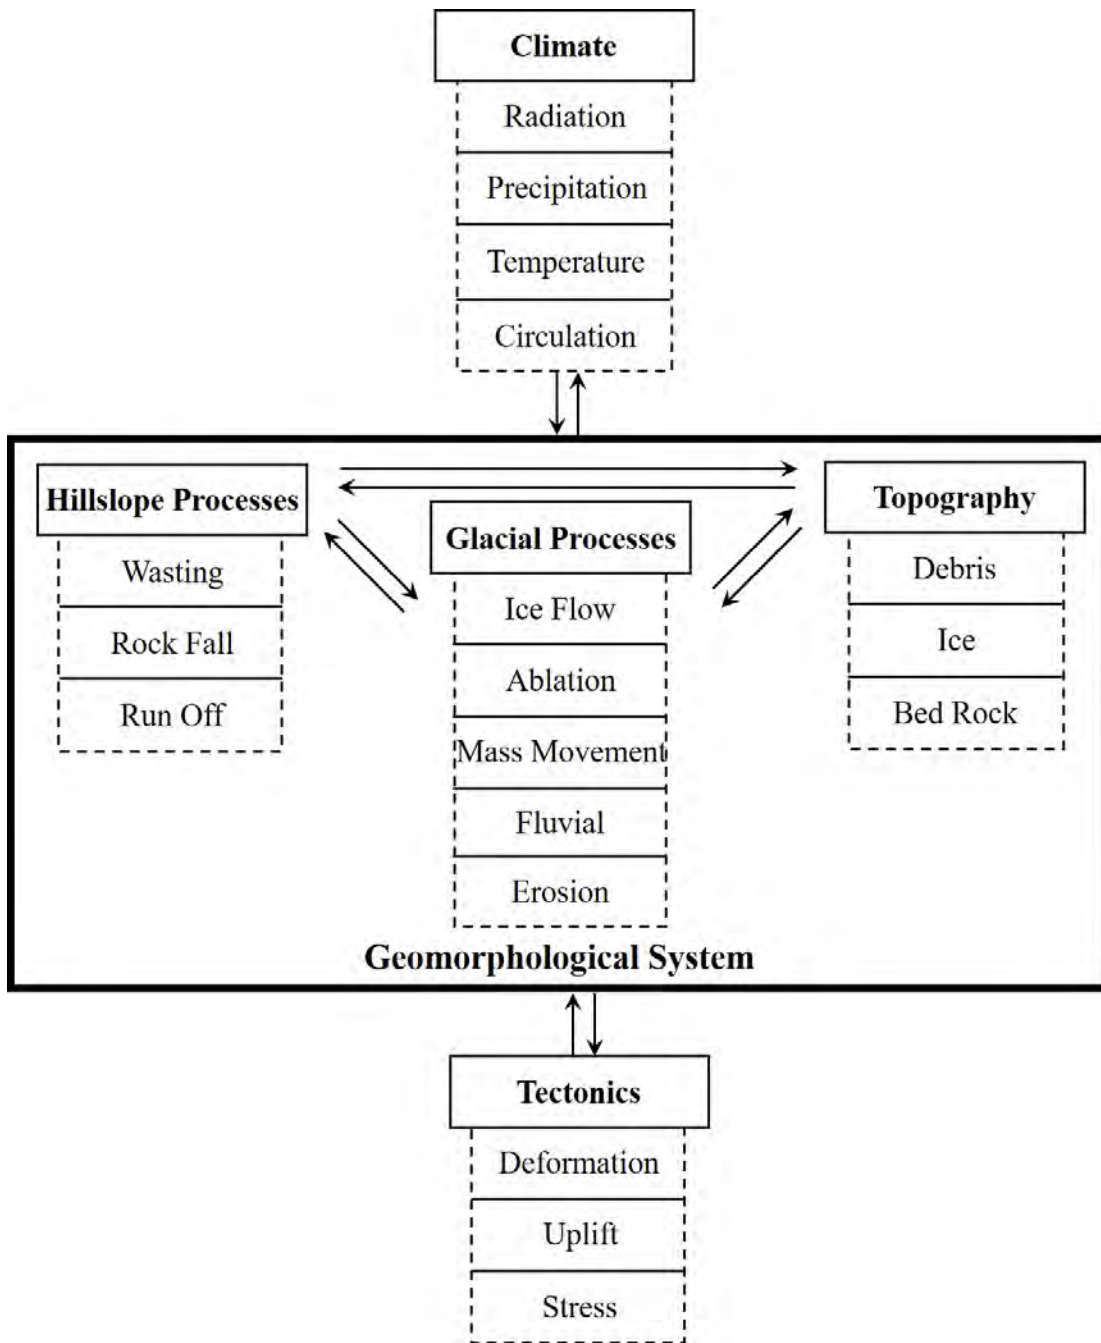 Climate
Radiation
Precipitation
Temperature
Circulation
Hillslope Processes
Wasting
Rock Fall
Run Off
Glacial Processes
Ice Flow
Ablation
Mass Movement
Fluvial
Erosion
Topography
Debris
Ice
Bed Rock
Geomorphological System
Tectonics
Deformation
Uplift
Stress